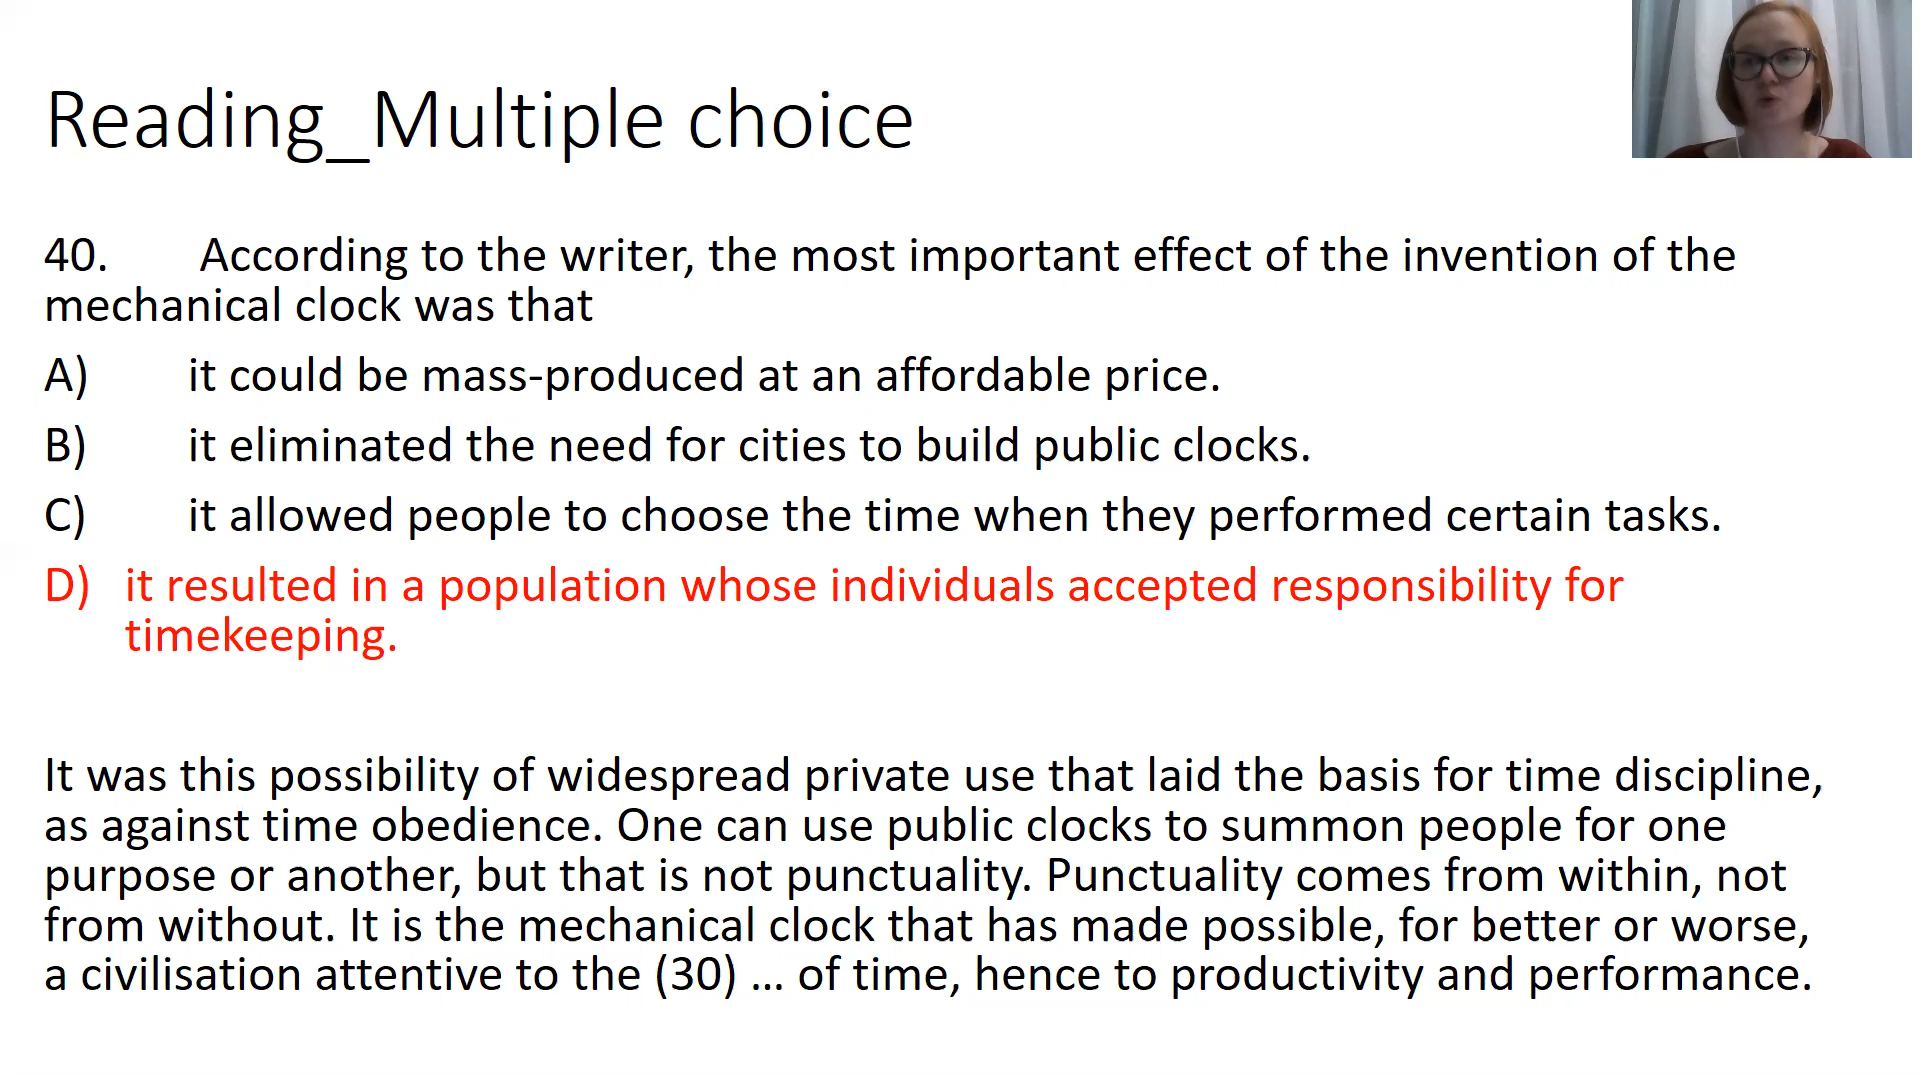 Reading_Multiple choice
40. According to the writer, the most important effect of the invention of the
mechanical clock was that
A) it could be mass-produced at an affordable price.
B) it eliminated the need for cities to build public clocks.
C) it allowed people to choose the time when they performed certain tasks.
D) it resulted in a population whose individuals accepted responsibility for
timekeeping.
It was this possibility of widespread private use that laid the basis for time discipline,
as against time obedience. One can use public clocks to summon people for one
purpose or another, but that is not punctuality. Punctuality comes from within, not
from without. It is the mechanical clock that has made possible, for better or worse,
a civilisation attentive to the (30) … of time, hence to productivity and performance.